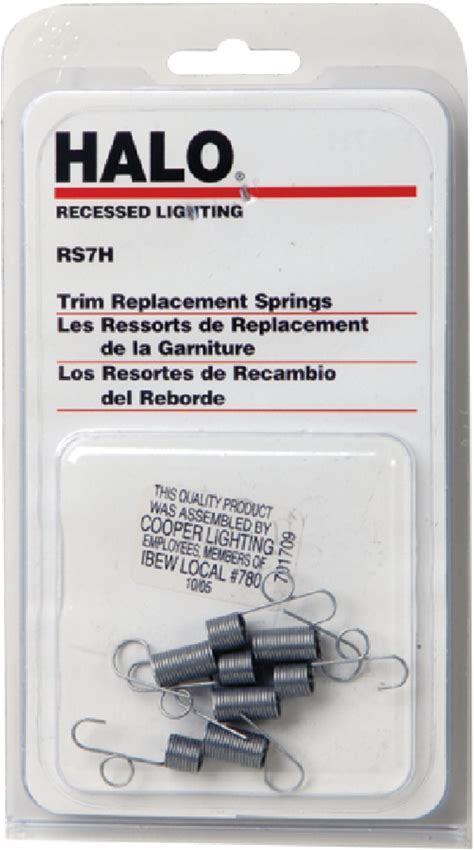 HALO®
RECESSED LIGHTING
RS7H
Trim Replacement Springs
Les Ressorts de Replacement
de la Garniture
Los Resortes de Recambio
del Reborde
THIS QUALITY PRODUCT
WAS ASSEMBLED BY
COOPER LIGHTING
EMPLOYEES, MEMBERS OF
IBEW LOCAL #780
10/05
701709